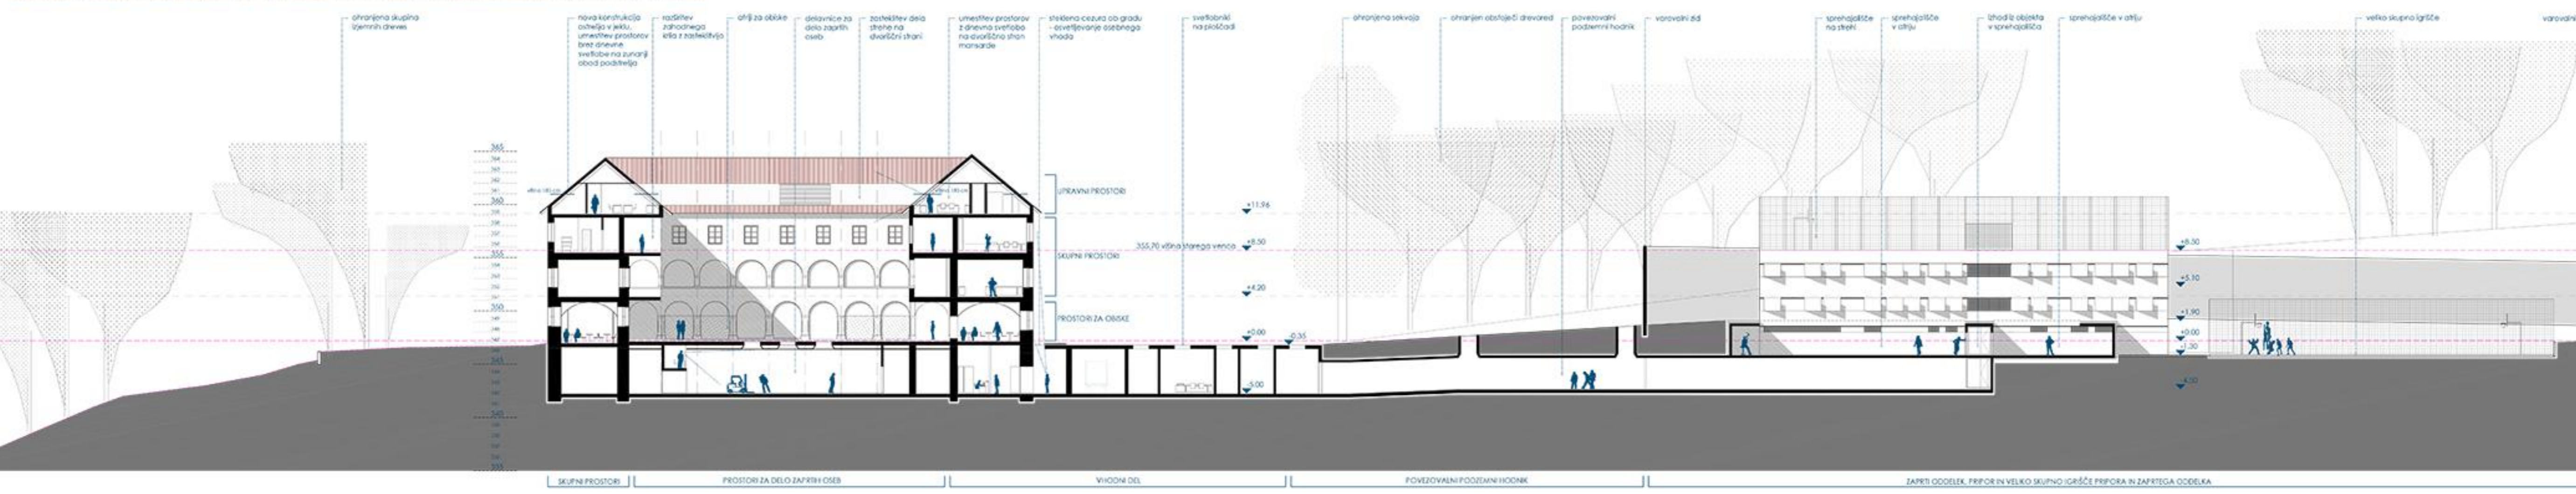 ohranjena skupina
izjemnih dreves
nova konstrukcija
ostrešja v jeklu,
umestitev prostorov
brez dnevne
svetlobe na zunanji
obod podstrešja
razširitev
zahodnega
krila z zasteklitvijo
atrij za obiske
delavnice za
delo zaprtih
oseb
zasteklitev dela
strehe na
dvoriščni strani
umestitev prostorov
z dnevno svetlobo
na dvoriščno stran
mansarde
steklena cezura ob gradu
- osvetljevanje osebnega
vhoda
svetlobniki
na ploščadi
ohranjena sekvoja
ohranjen obstoječi drevored
povezovalni
podzemni hodnik
varovalni zid
sprehajališče
na strehi
sprehajališče
v atriju
izhod iz objekta
v sprehajališča
sprehajališče v atriju
veliko skupno igrišče
365
360
355
350
345
340
335
UPRAVNI PROSTORI
SKUPNI PROSTORI
PROSTORI ZA OBISKE
+11.96
355,70 višina starega venca
+8.50
+4.20
+0.00
-0.35
-5.00
+8.50
+5.10
+1.90
+0.00
-1.30
SKUPNI PROSTORI
PROSTORI ZA DELO ZAPRTIH OSEB
VHODNI DEL
POVEZOVALNI PODZEMNI HODNIK
ZAPRTI ODDELEK, PRIPOR IN VELIKO SKUPNO IGRIŠČE PRIPORA IN ZAPRTEGA ODDELKA